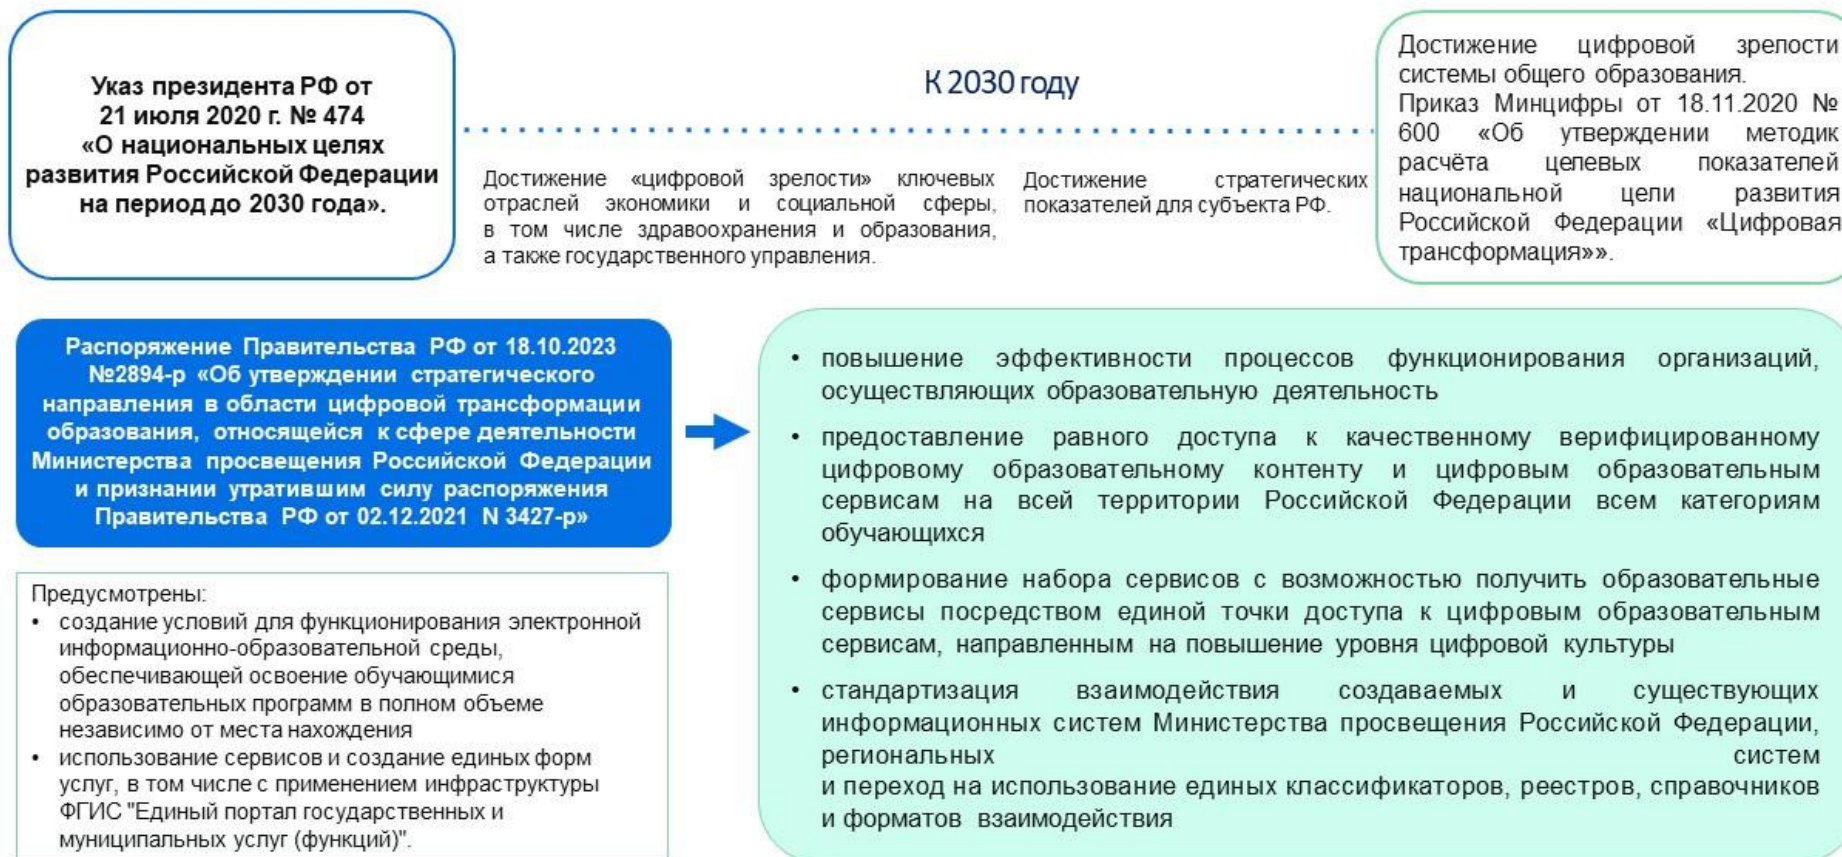 Указ президента РФ от
21 июля 2020 г. № 474
«О национальных целях
развития Российской Федерации
на период до 2030 года».
К 2030 году
Достижение «цифровой зрелости» ключевых
отраслей экономики и социальной сферы,
в том числе здравоохранения и образования,
а также государственного управления.
Достижение стратегических
показателей для субъекта РФ.
Достижение цифровой зрелости
системы общего образования.
Приказ Минцифры от 18.11.2020 №
600 «Об утверждении методик
расчёта целевых показателей
национальной цели развития
Российской Федерации «Цифровая
трансформация»».
Распоряжение Правительства РФ от 18.10.2023
№2894-р «Об утверждении стратегического
направления в области цифровой трансформации
образования, относящейся к сфере деятельности
Министерства просвещения Российской Федерации
и признании утратившим силу распоряжения
Правительства РФ от 02.12.2021 N 3427-р»
Предусмотрены:
• создание условий для функционирования электронной
информационно-образовательной среды,
обеспечивающей освоение обучающимися
образовательных программ в полном объеме
независимо от места нахождения
• использование сервисов и создание единых форм
услуг, в том числе с применением инфраструктуры
ФГИС "Единый портал государственных и
муниципальных услуг (функций)".
• повышение эффективности процессов функционирования организаций,
осуществляющих образовательную деятельность
• предоставление равного доступа к качественному верифицированному
цифровому образовательному контенту и цифровым образовательным
сервисам на всей территории Российской Федерации всем категориям
обучающихся
• формирование набора сервисов с возможностью получить образовательные
сервисы посредством единой точки доступа к цифровым образовательным
сервисам, направленным на повышение уровня цифровой культуры
• стандартизация взаимодействия создаваемых и существующих
информационных систем Министерства просвещения Российской Федерации,
региональных систем
и переход на использование единых классификаторов, реестров, справочников
и форматов взаимодействия